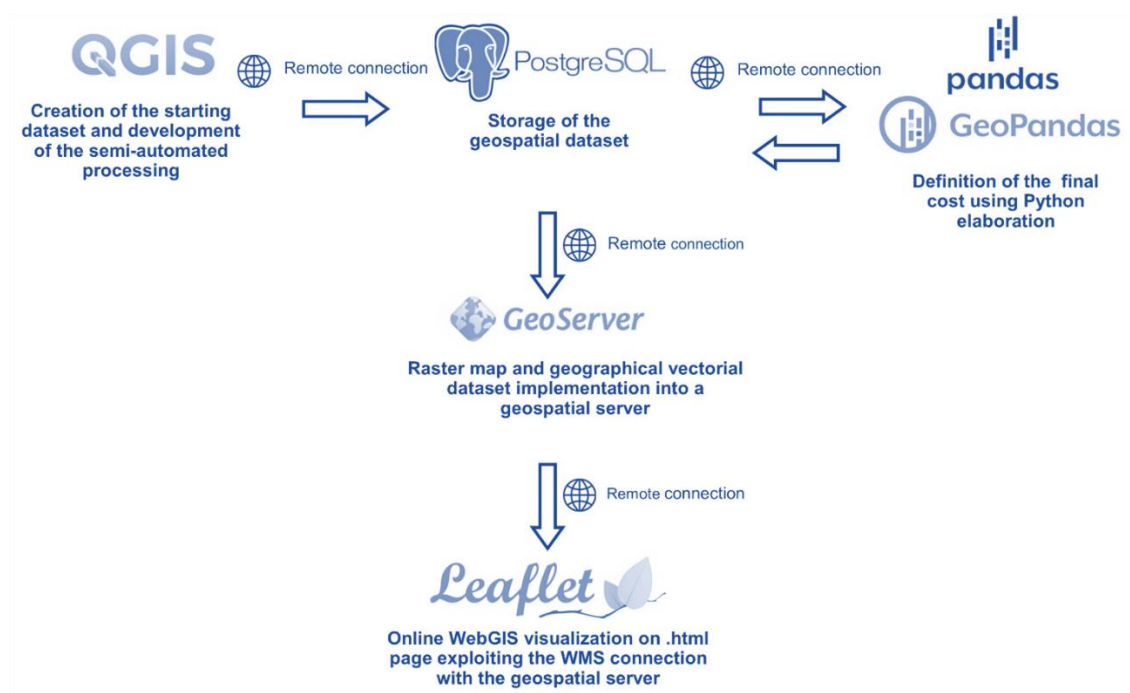 QGIS
Remote connection
Creation of the starting
dataset and development
of the semi-automated
processing
PostgreSQL
Storage of the
geospatial dataset
Remote connection
pandas
GeoPandas
Definition of the final
cost using Python
elaboration
Remote connection
GeoServer
Raster map and geographical vectorial
dataset implementation into a
geospatial server
Remote connection
Leaflet
Online WebGIS visualization on .html
page exploiting the WMS connection
with the geospatial server